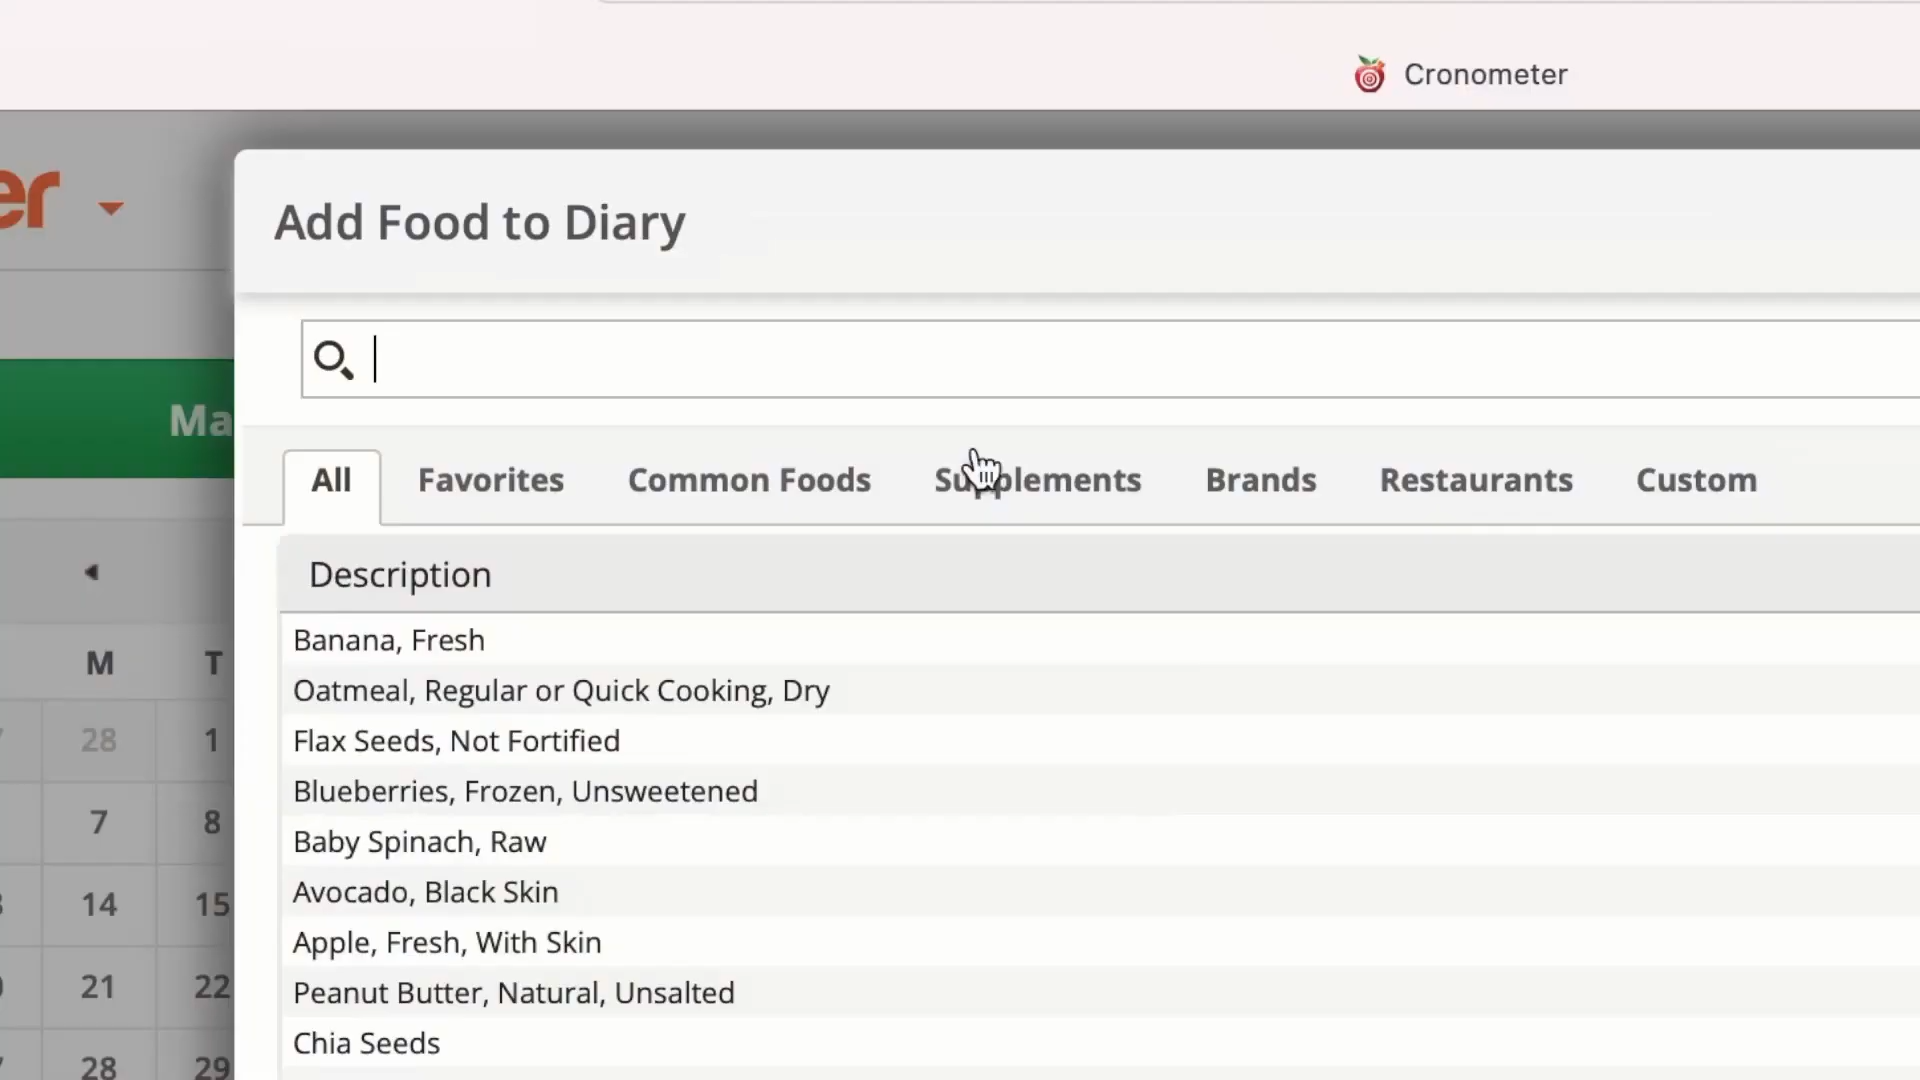 Cronometer
er
Add Food to Diary
Ma
All Favorites Common Foods Supplements Brands Restaurants Custom
Description
Banana, Fresh
Oatmeal, Regular or Quick Cooking, Dry
Flax Seeds, Not Fortified
Blueberries, Frozen, Unsweetened
Baby Spinach, Raw
Avocado, Black Skin
Apple, Fresh, With Skin
Peanut Butter, Natural, Unsalted
Chia Seeds
M T
28 1
7 8
14 15
21 22
28 29